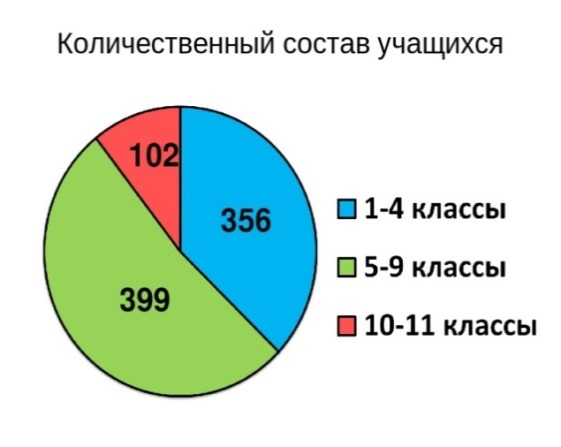 Количественный состав учащихся
102
356
399
1-4 классы
5-9 классы
10-11 классы